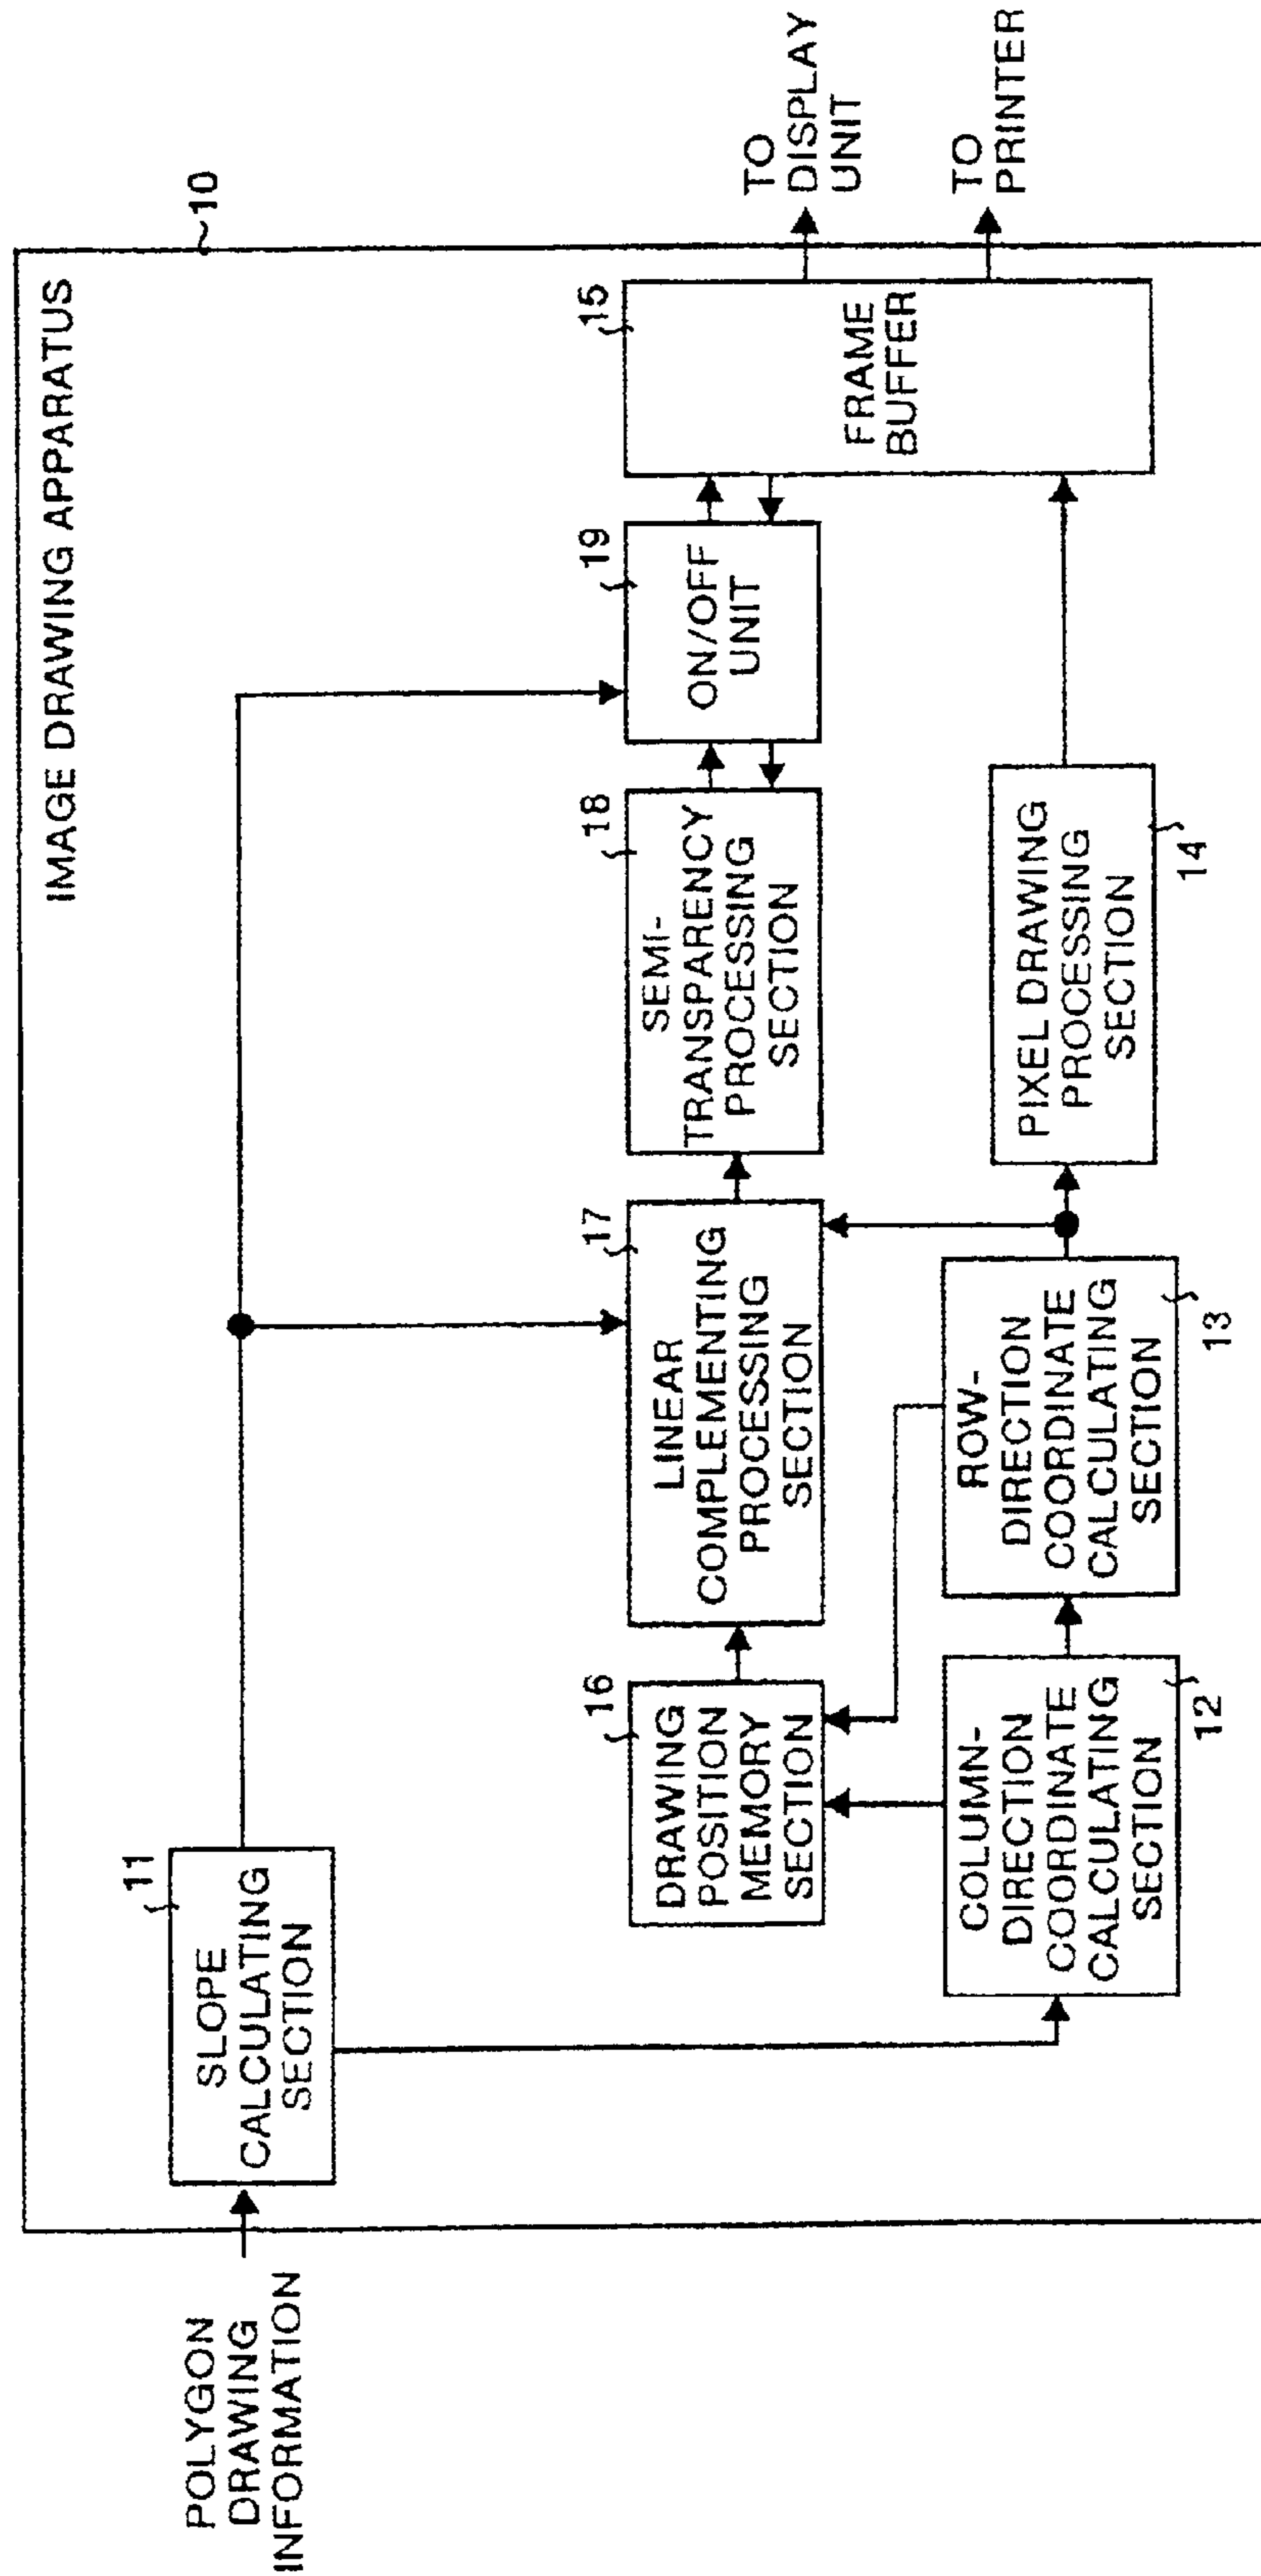 IMAGE DRAWING APPARATUS
10
POLYGON
DRAWING
INFORMATION
11
SLOPE
CALCULATING
SECTION
16
DRAWING
POSITION
MEMORY
SECTION
17
LINEAR
COMPLEMENTING
PROCESSING
SECTION
18
SEMI-
TRANSPARENCY
PROCESSING
SECTION
19
ON/OFF
UNIT
15
FRAME
BUFFER
TO
DISPLAY
UNIT
TO
PRINTER
COLUMN-
DIRECTION
COORDINATE
CALCULATING
SECTION
12
ROW-
DIRECTION
COORDINATE
CALCULATING
SECTION
13
PIXEL DRAWING
PROCESSING
SECTION
14